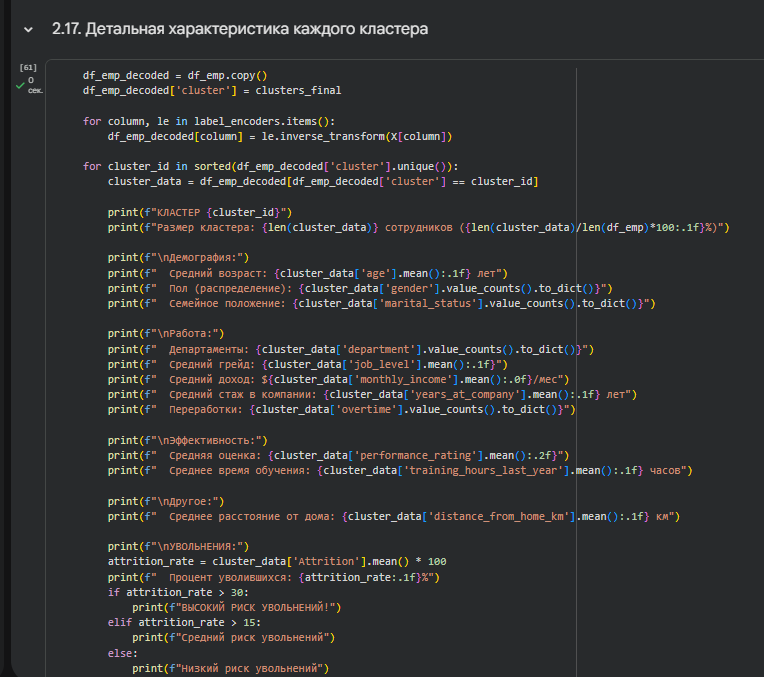 2.17. Детальная характеристика каждого кластера
[61]
0
сек.
df_emp_decoded = df_emp.copy()
df_emp_decoded['cluster'] = clusters_final
for column, le in label_encoders.items():
    df_emp_decoded[column] = le.inverse_transform(X[column])
for cluster_id in sorted(df_emp_decoded['cluster'].unique()):
    cluster_data = df_emp_decoded[df_emp_decoded['cluster'] == cluster_id]
    print(f"КЛАСТЕР {cluster_id}")
    print(f"Размер кластера: {len(cluster_data)} сотрудников ({len(cluster_data)/len(df_emp)*100:.1f}%)")
    print(f"\nДемография:")
    print(f"  Средний возраст: {cluster_data['age'].mean():.1f} лет")
    print(f"  Пол (распределение): {cluster_data['gender'].value_counts().to_dict()}")
    print(f"  Семейное положение: {cluster_data['marital_status'].value_counts().to_dict()}")
    print(f"\nРабота:")
    print(f"  Департаменты: {cluster_data['department'].value_counts().to_dict()}")
    print(f"  Средний грейд: {cluster_data['job_level'].mean():.1f}")
    print(f"  Средний доход: ${cluster_data['monthly_income'].mean():.0f}/мес")
    print(f"  Средний стаж в компании: {cluster_data['years_at_company'].mean():.1f} лет")
    print(f"  Переработки: {cluster_data['overtime'].value_counts().to_dict()}")
    print(f"\nЭффективность:")
    print(f"  Средняя оценка: {cluster_data['performance_rating'].mean():.2f}")
    print(f"  Среднее время обучения: {cluster_data['training_hours_last_year'].mean():.1f} часов")
    print(f"\nДругое:")
    print(f"  Среднее расстояние от дома: {cluster_data['distance_from_home_km'].mean():.1f} км")
    print(f"\nУВОЛЬНЕНИЯ:")
    attrition_rate = cluster_data['Attrition'].mean() * 100
    print(f"  Процент уволившихся: {attrition_rate:.1f}%")
    if attrition_rate > 30:
        print(f"ВЫСОКИЙ РИСК УВОЛЬНЕНИЙ!")
    elif attrition_rate > 15:
        print(f"Средний риск увольнений")
    else:
        print(f"Низкий риск увольнений")